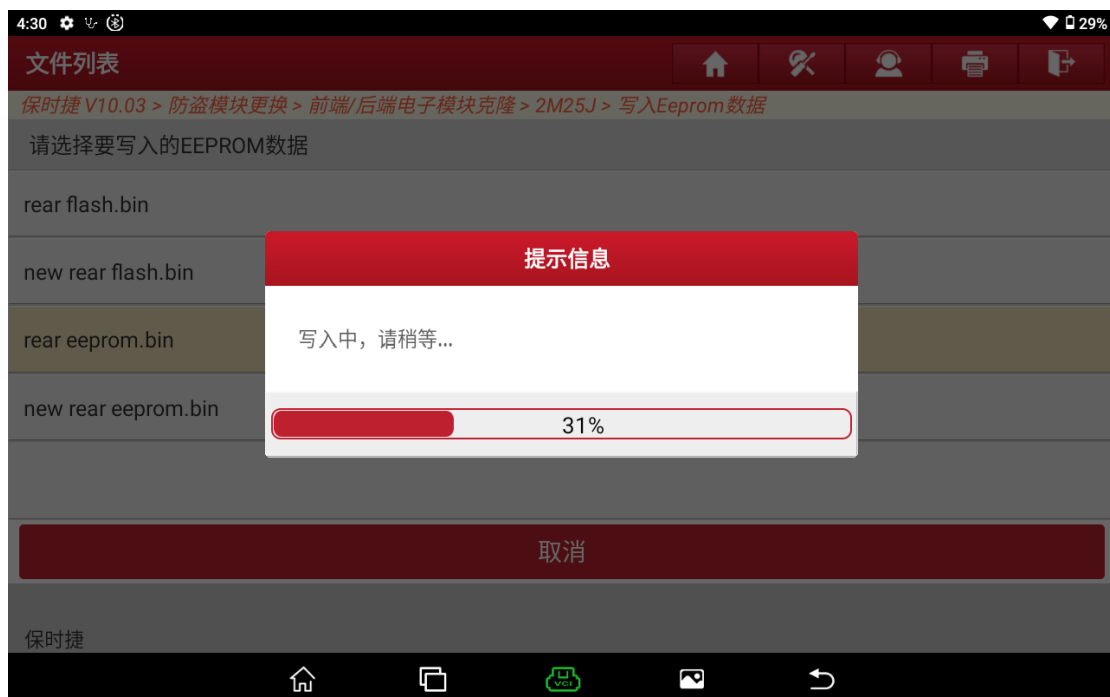 4:30 29%
文件列表
保时捷 V10.03 > 防盗模块更换 > 前端/后端电子模块克隆 > 2M25J > 写入Eeprom数据
请选择要写入的EEPROM数据
rear flash.bin
new rear flash.bin
rear eeprom.bin
new rear eeprom.bin
提示信息
写入中，请稍等...
31%
取消
保时捷
VCI